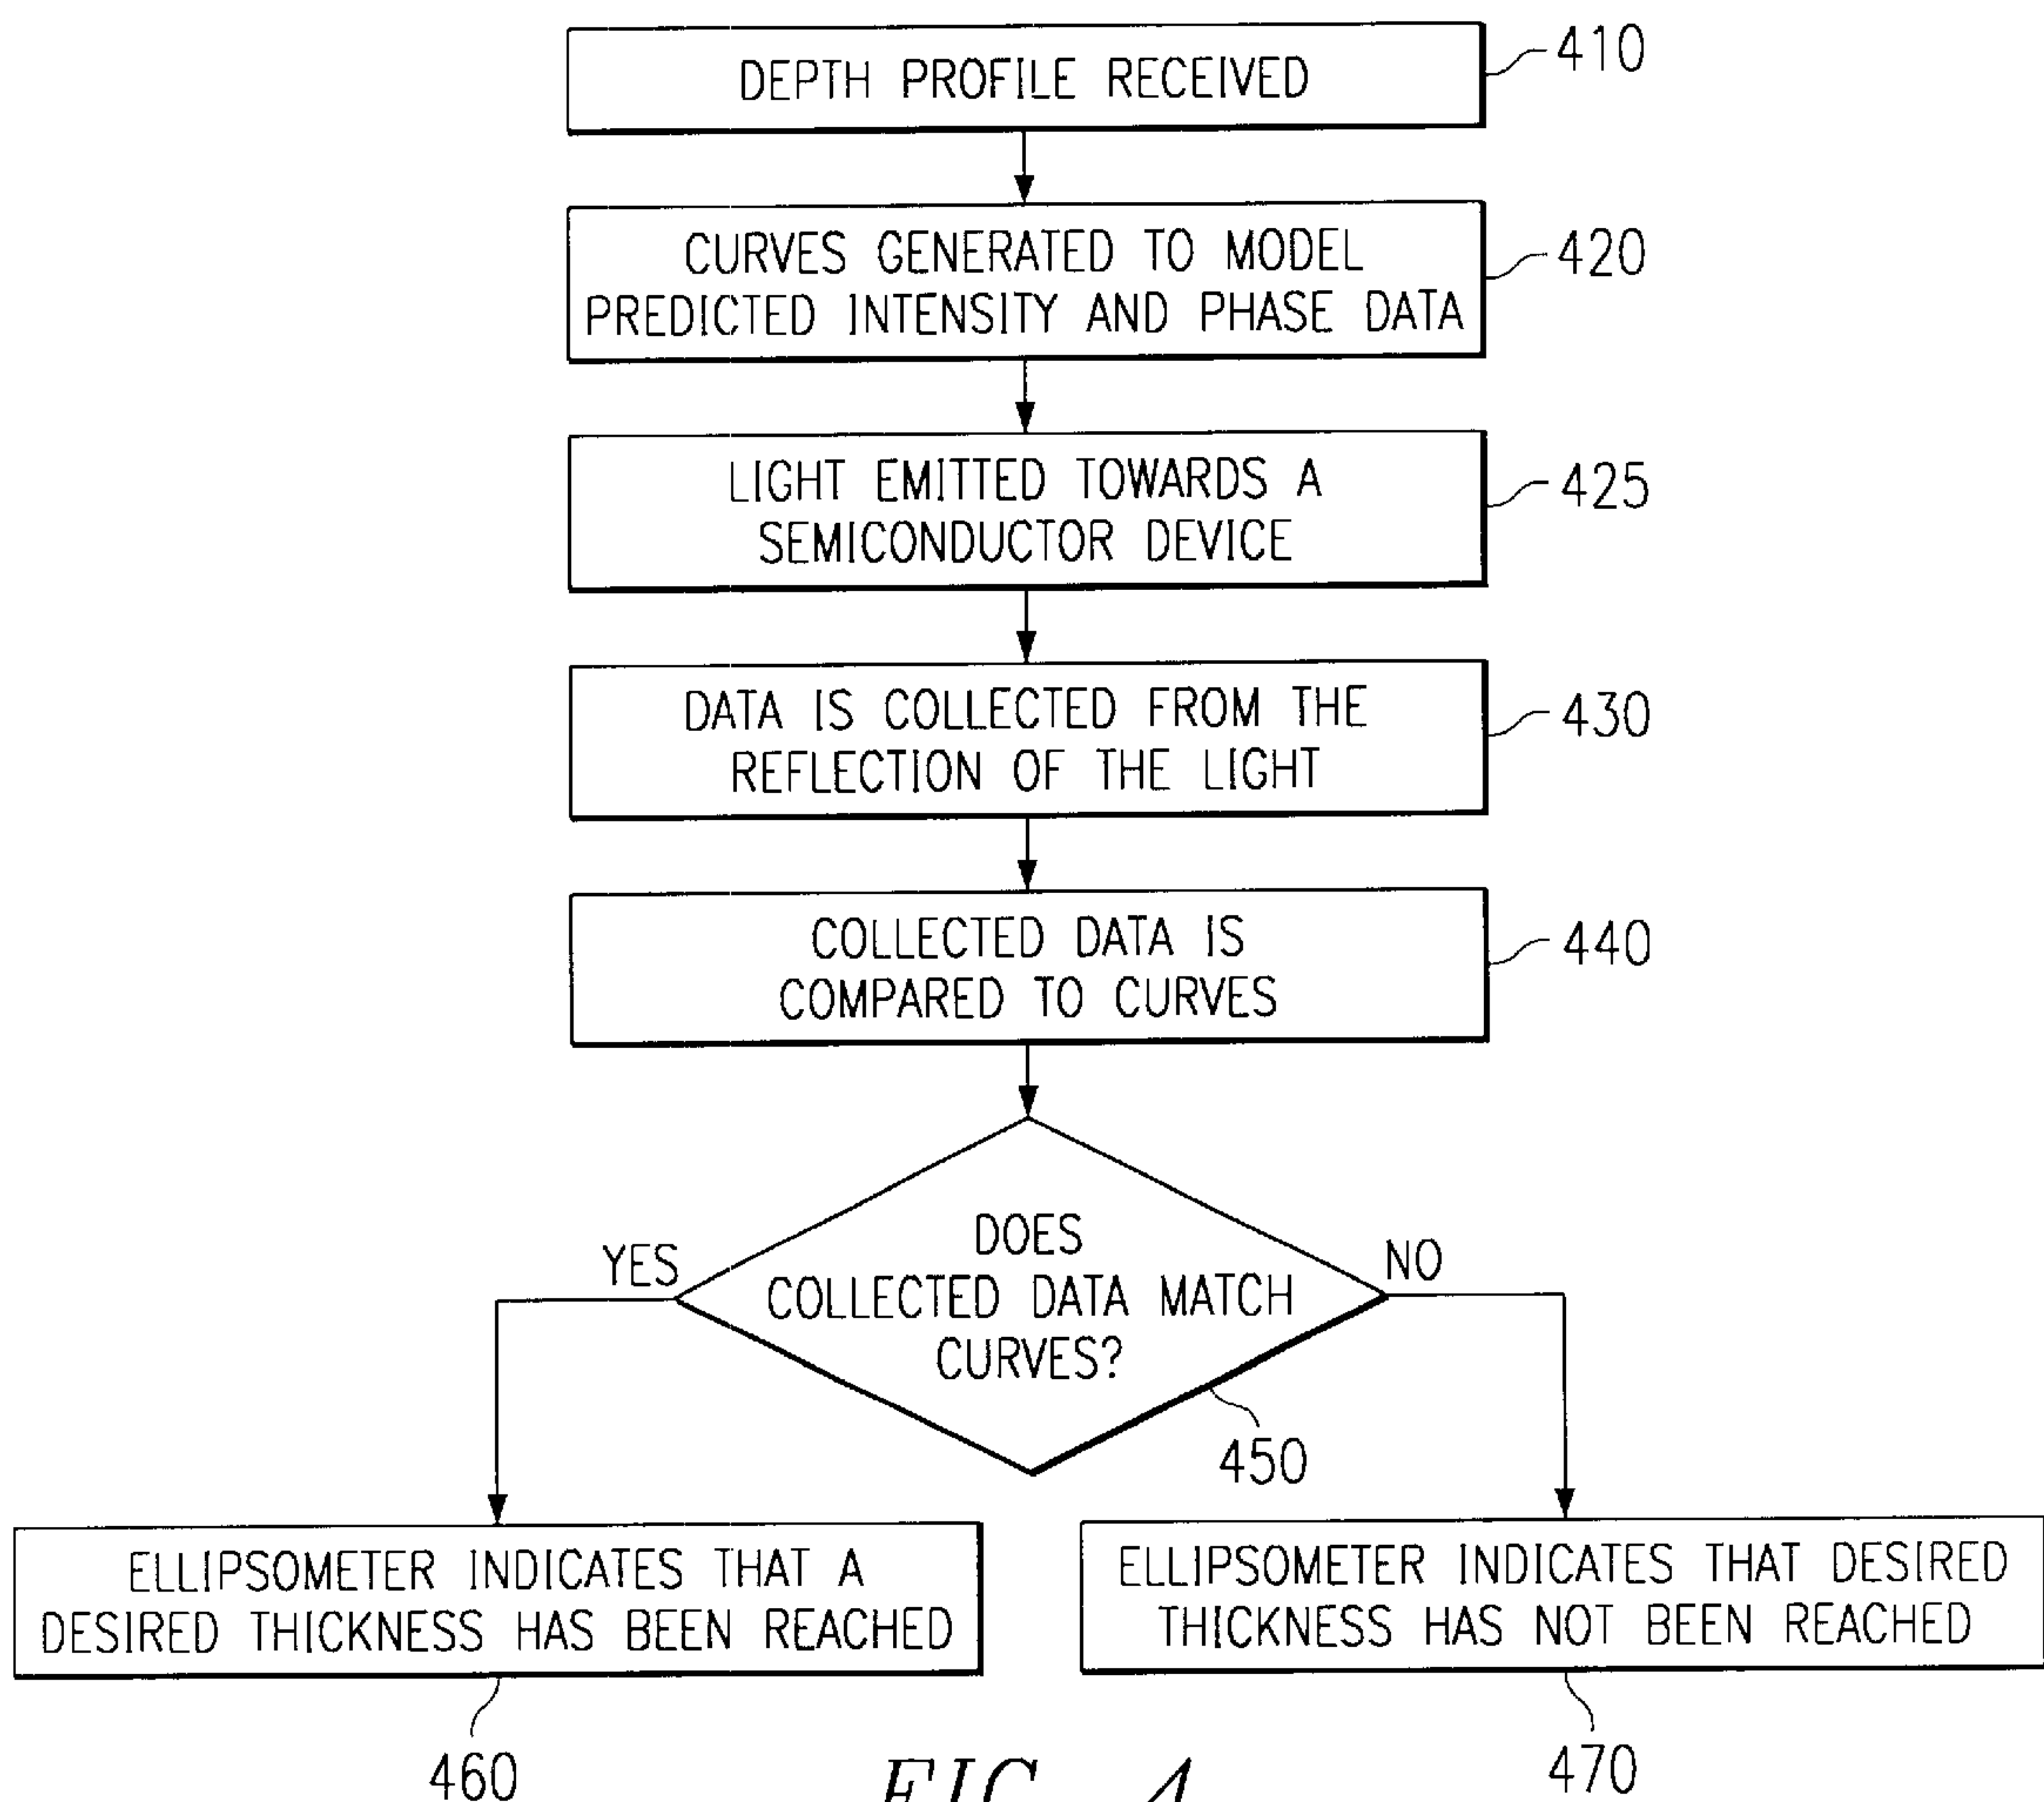 DEPTH PROFILE RECEIVED
410
CURVES GENERATED TO MODEL
PREDICTED INTENSITY AND PHASE DATA
420
LIGHT EMITTED TOWARDS A
SEMICONDUCTOR DEVICE
425
DATA IS COLLECTED FROM THE
REFLECTION OF THE LIGHT
430
COLLECTED DATA IS
COMPARED TO CURVES
440
DOES
COLLECTED DATA MATCH
CURVES?
YES
NO
450
ELLIPSOMETER INDICATES THAT A
DESIRED THICKNESS HAS BEEN REACHED
460
ELLIPSOMETER INDICATES THAT DESIRED
THICKNESS HAS NOT BEEN REACHED
470
FIG. 4